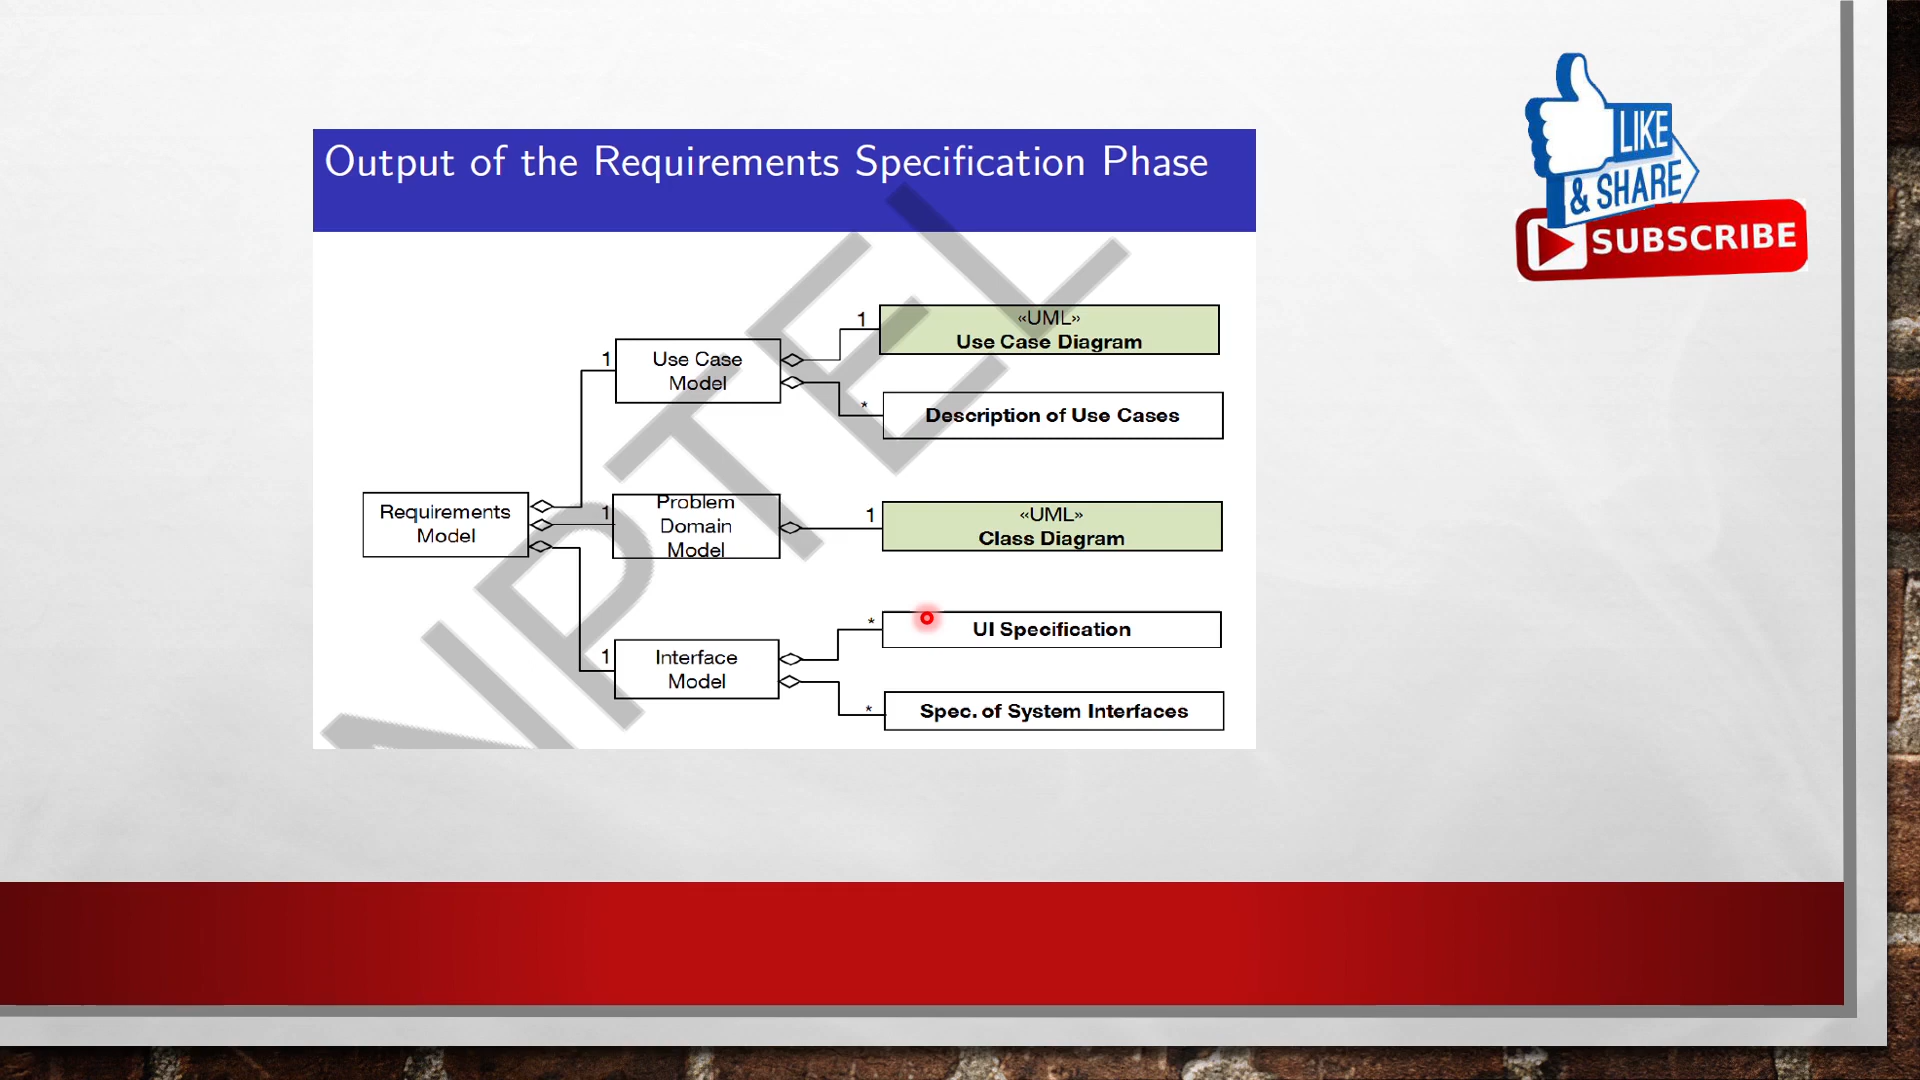 Output of the Requirements Specification Phase
LIKE
& SHARE
SUBSCRIBE
NPTEL
1
«UML»
Use Case Diagram
1
Use Case
Model
*
Description of Use Cases
Requirements
Model
1
Problem
Domain
Model
1
«UML»
Class Diagram
*
UI Specification
1
Interface
Model
*
Spec. of System Interfaces